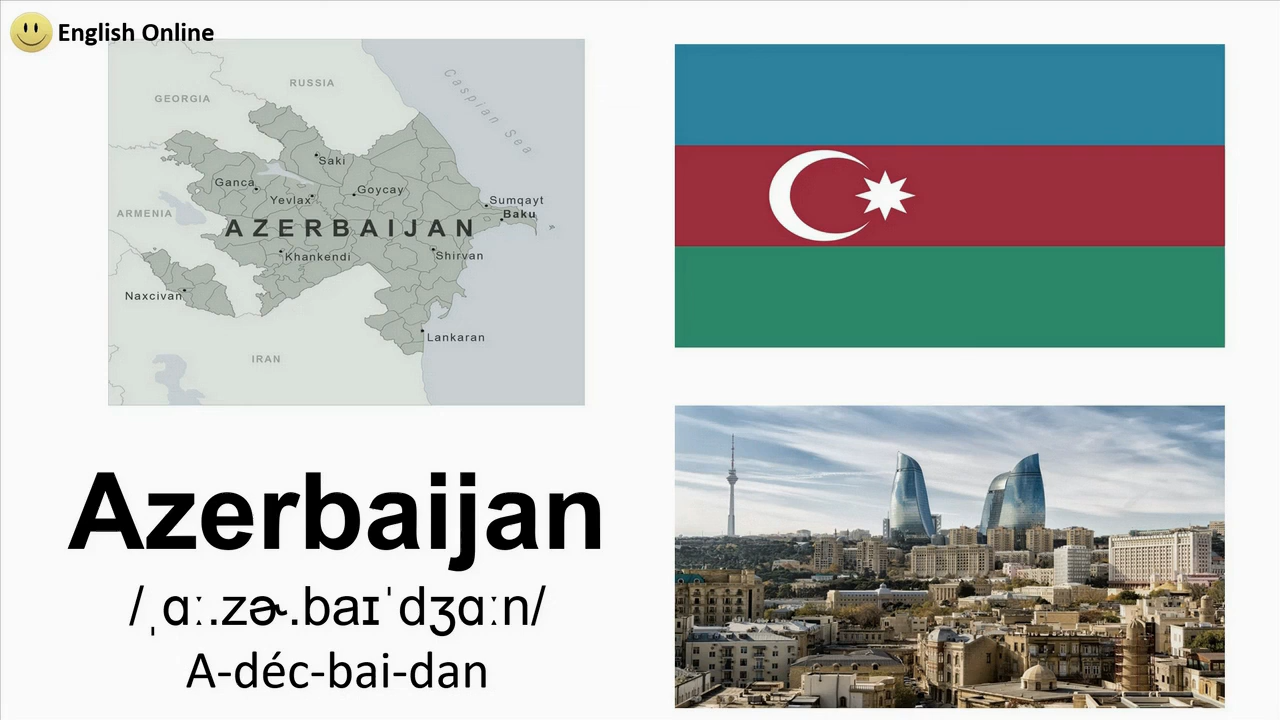 English Online
RUSSIA
GEORGIA
Caspian Sea
Saki
Ganca
Goycay
Yevlax
Sumqayt
ARMENIA
Baku
AZERBAIJAN
Khankendi
Shirvan
Naxcivan
Lankaran
IRAN
Azerbaijan
/ˌɑː.zɚ.baɪˈdʒɑːn/
A-déc-bai-dan